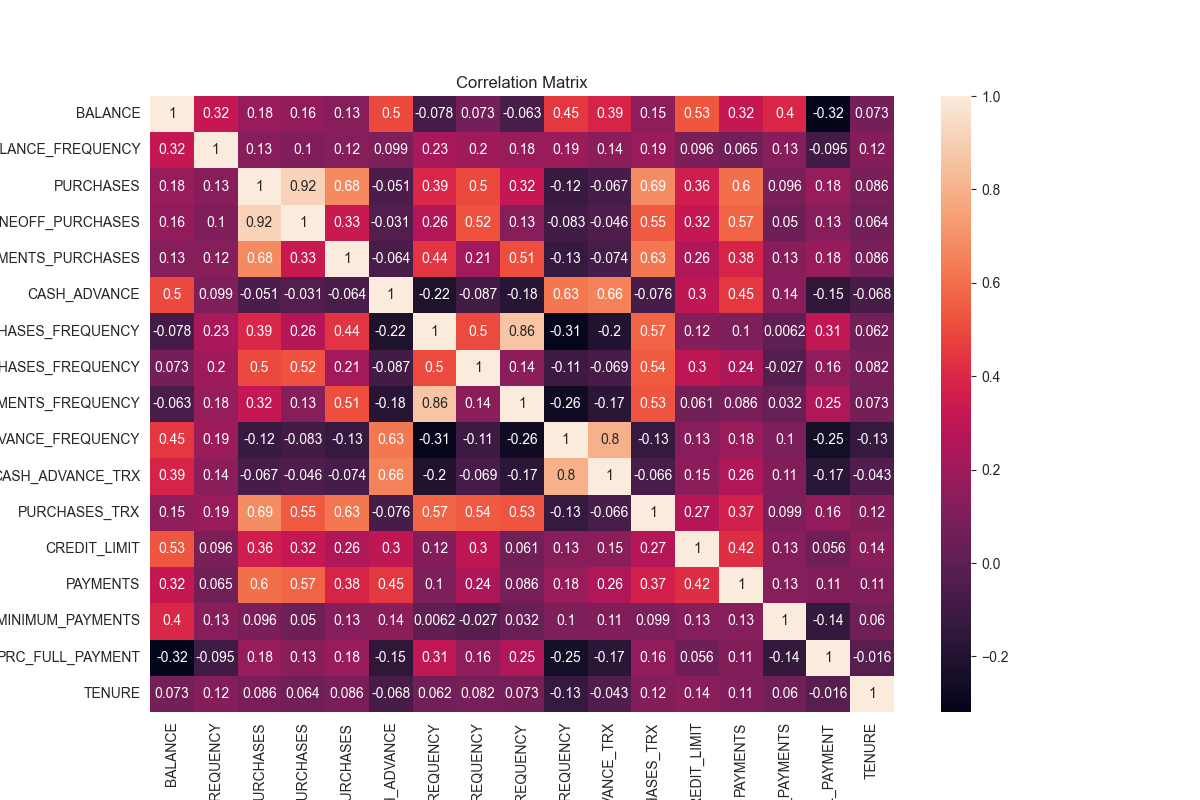 Correlation Matrix
BALANCE 1 0.32 0.18 0.16 0.13 0.5 -0.078 0.073 -0.063 0.45 0.39 0.15 0.53 0.32 0.4 -0.32 0.073
LANCE_FREQUENCY 0.32 1 0.13 0.1 0.12 0.099 0.23 0.2 0.18 0.19 0.14 0.19 0.096 0.065 0.13 -0.095 0.12
PURCHASES 0.18 0.13 1 0.92 0.68 -0.051 0.39 0.5 0.32 -0.12 -0.067 0.69 0.36 0.6 0.096 0.18 0.086
NEOFF_PURCHASES 0.16 0.1 0.92 1 0.33 -0.031 0.26 0.52 0.13 -0.083 -0.046 0.55 0.32 0.57 0.05 0.13 0.064
MENTS_PURCHASES 0.13 0.12 0.68 0.33 1 -0.064 0.44 0.21 0.51 -0.13 -0.074 0.63 0.26 0.38 0.13 0.18 0.086
CASH_ADVANCE 0.5 0.099 -0.051 -0.031 -0.064 1 -0.22 -0.087 -0.18 0.63 0.66 -0.076 0.3 0.45 0.14 -0.15 -0.068
HASES_FREQUENCY -0.078 0.23 0.39 0.26 0.44 -0.22 1 0.5 0.86 -0.31 -0.2 0.57 0.12 0.1 0.0062 0.31 0.062
HASES_FREQUENCY 0.073 0.2 0.5 0.52 0.21 -0.087 0.5 1 0.14 -0.11 -0.069 0.54 0.3 0.24 -0.027 0.16 0.082
MENTS_FREQUENCY -0.063 0.18 0.32 0.13 0.51 -0.18 0.86 0.14 1 -0.26 -0.17 0.53 0.061 0.086 0.032 0.25 0.073
VANCE_FREQUENCY 0.45 0.19 -0.12 -0.083 -0.13 0.63 -0.31 -0.11 -0.26 1 0.8 -0.13 0.13 0.18 0.1 -0.25 -0.13
CASH_ADVANCE_TRX 0.39 0.14 -0.067 -0.046 -0.074 0.66 -0.2 -0.069 -0.17 0.8 1 -0.066 0.15 0.26 0.11 -0.17 -0.043
PURCHASES_TRX 0.15 0.19 0.69 0.55 0.63 -0.076 0.57 0.54 0.53 -0.13 -0.066 1 0.27 0.37 0.099 0.16 0.12
CREDIT_LIMIT 0.53 0.096 0.36 0.32 0.26 0.3 0.12 0.3 0.061 0.13 0.15 0.27 1 0.42 0.13 0.056 0.14
PAYMENTS 0.32 0.065 0.6 0.57 0.38 0.45 0.1 0.24 0.086 0.18 0.26 0.37 0.42 1 0.13 0.11 0.11
MINIMUM_PAYMENTS 0.4 0.13 0.096 0.05 0.13 0.14 0.0062 -0.027 0.032 0.1 0.11 0.099 0.13 0.13 1 -0.14 0.06
PRC_FULL_PAYMENT -0.32 -0.095 0.18 0.13 0.18 -0.15 0.31 0.16 0.25 -0.25 -0.17 0.16 0.056 0.11 -0.14 1 -0.016
TENURE 0.073 0.12 0.086 0.064 0.086 -0.068 0.062 0.082 0.073 -0.13 -0.043 0.12 0.14 0.11 0.06 -0.016 1
BALANCE
REQUENCY
URCHASES
URCHASES
URCHASES
H_ADVANCE
REQUENCY
REQUENCY
REQUENCY
REQUENCY
VANCE_TRX
HASES_TRX
EDIT_LIMIT
PAYMENTS
_PAYMENTS
_PAYMENT
TENURE
1.0
0.8
0.6
0.4
0.2
0.0
−0.2